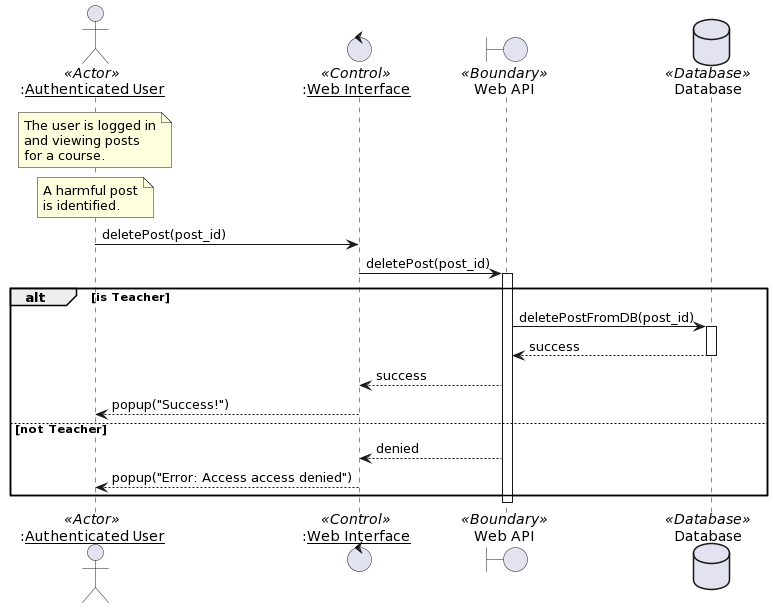 «Actor»
:Authenticated User
«Control»
:Web Interface
«Boundary»
Web API
«Database»
Database
The user is logged in
and viewing posts
for a course.
A harmful post
is identified.
deletePost(post_id)
deletePost(post_id)
alt
[is Teacher]
deletePostFromDB(post_id)
success
success
popup("Success!")
[not Teacher]
denied
popup("Error: Access access denied")
«Actor»
:Authenticated User
«Control»
:Web Interface
«Boundary»
Web API
«Database»
Database